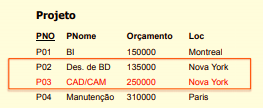 Projeto
PNO PNome Orçamento Loc
P01 BI 150000 Montreal
P02 Des. de BD 135000 Nova York
P03 CAD/CAM 250000 Nova York
P04 Manutenção 310000 Paris